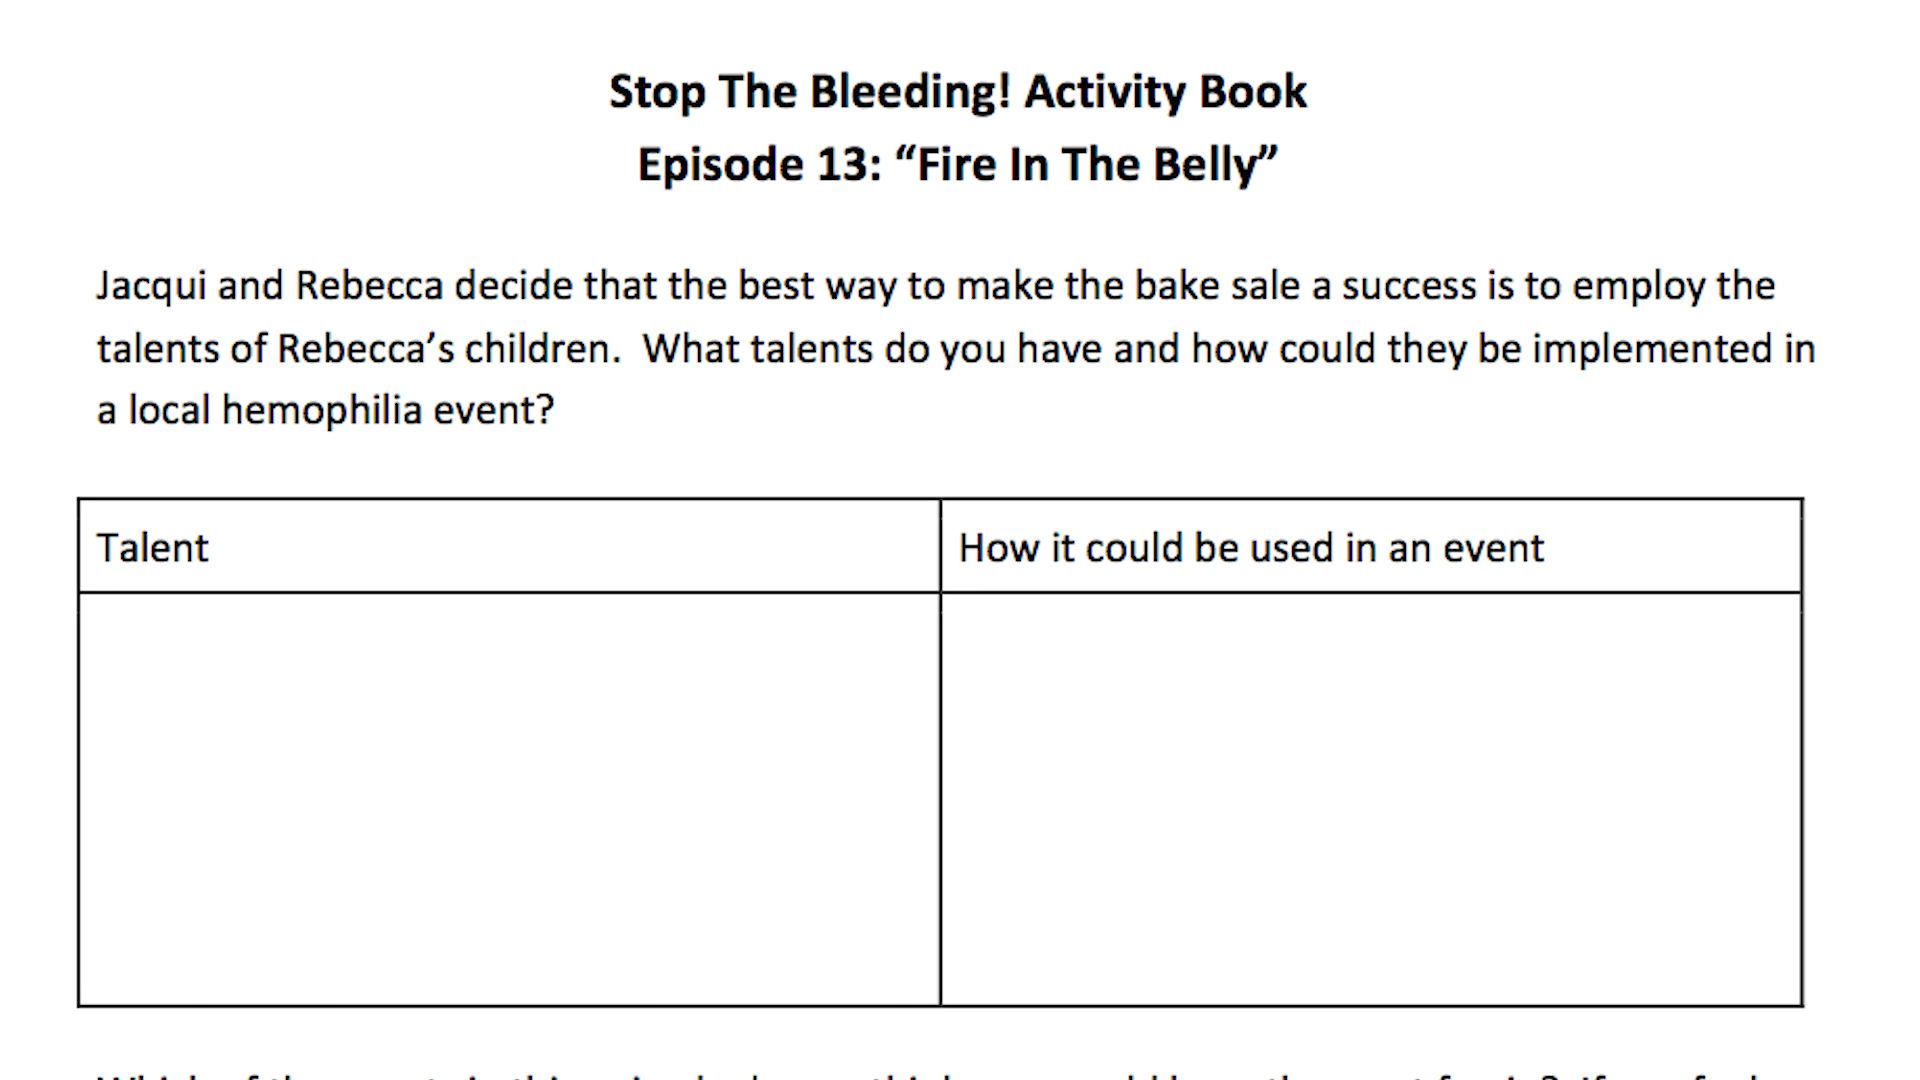 Stop The Bleeding! Activity Book
Episode 13: “Fire In The Belly”
Jacqui and Rebecca decide that the best way to make the bake sale a success is to employ the
talents of Rebecca’s children.  What talents do you have and how could they be implemented in
a local hemophilia event?
Talent
How it could be used in an event